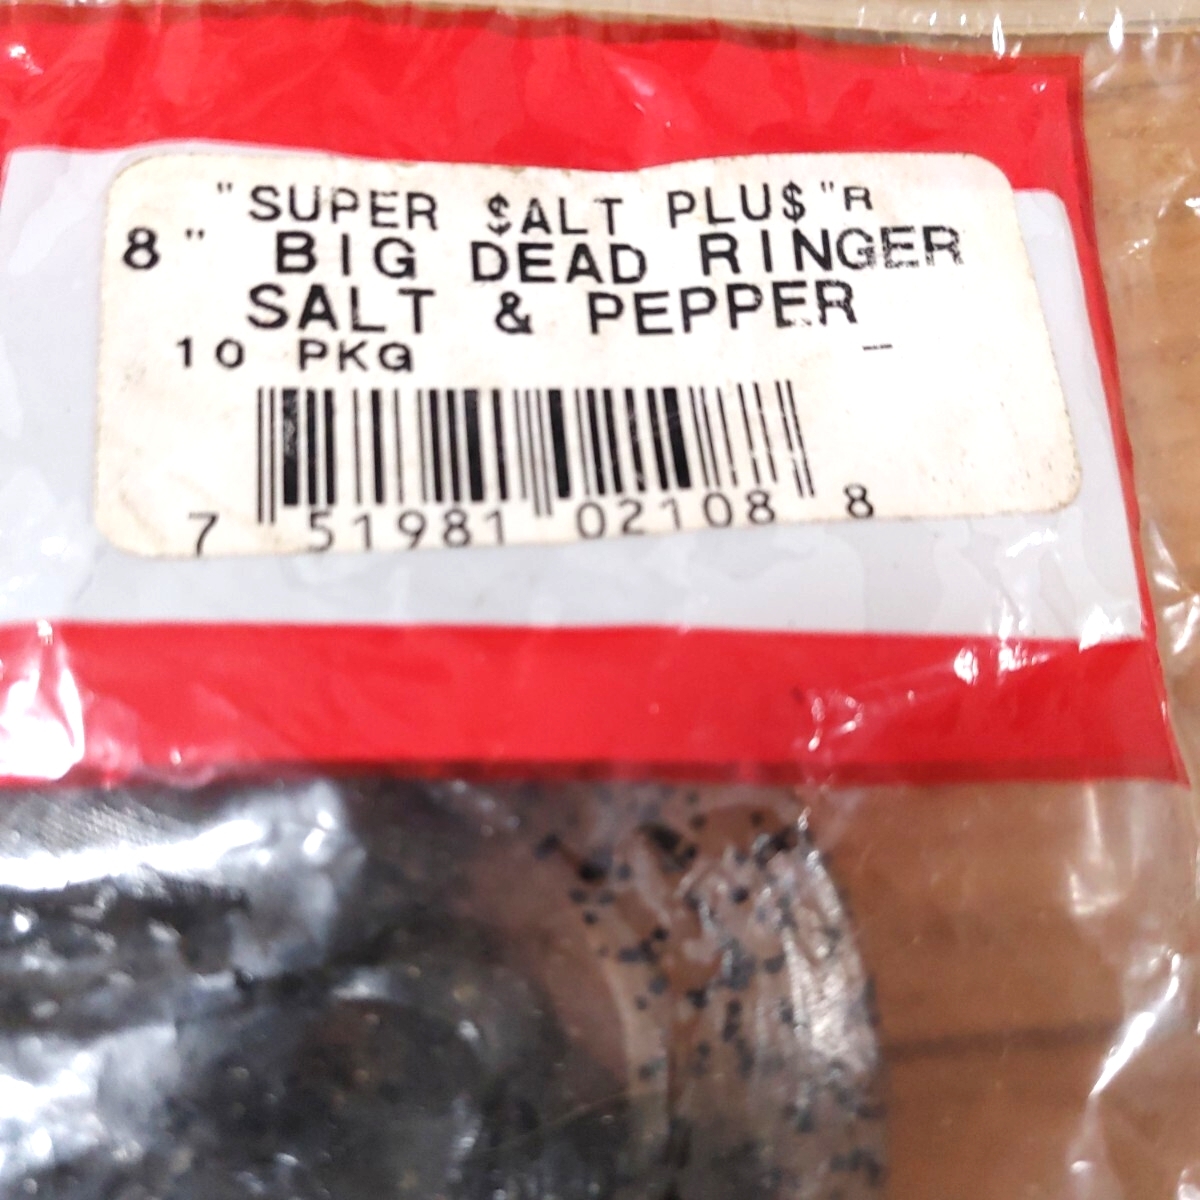 "SUPER $ALT PLU$"R
8" BIG DEAD RINGER
SALT & PEPPER
10 PKG
7 51981 02108 8